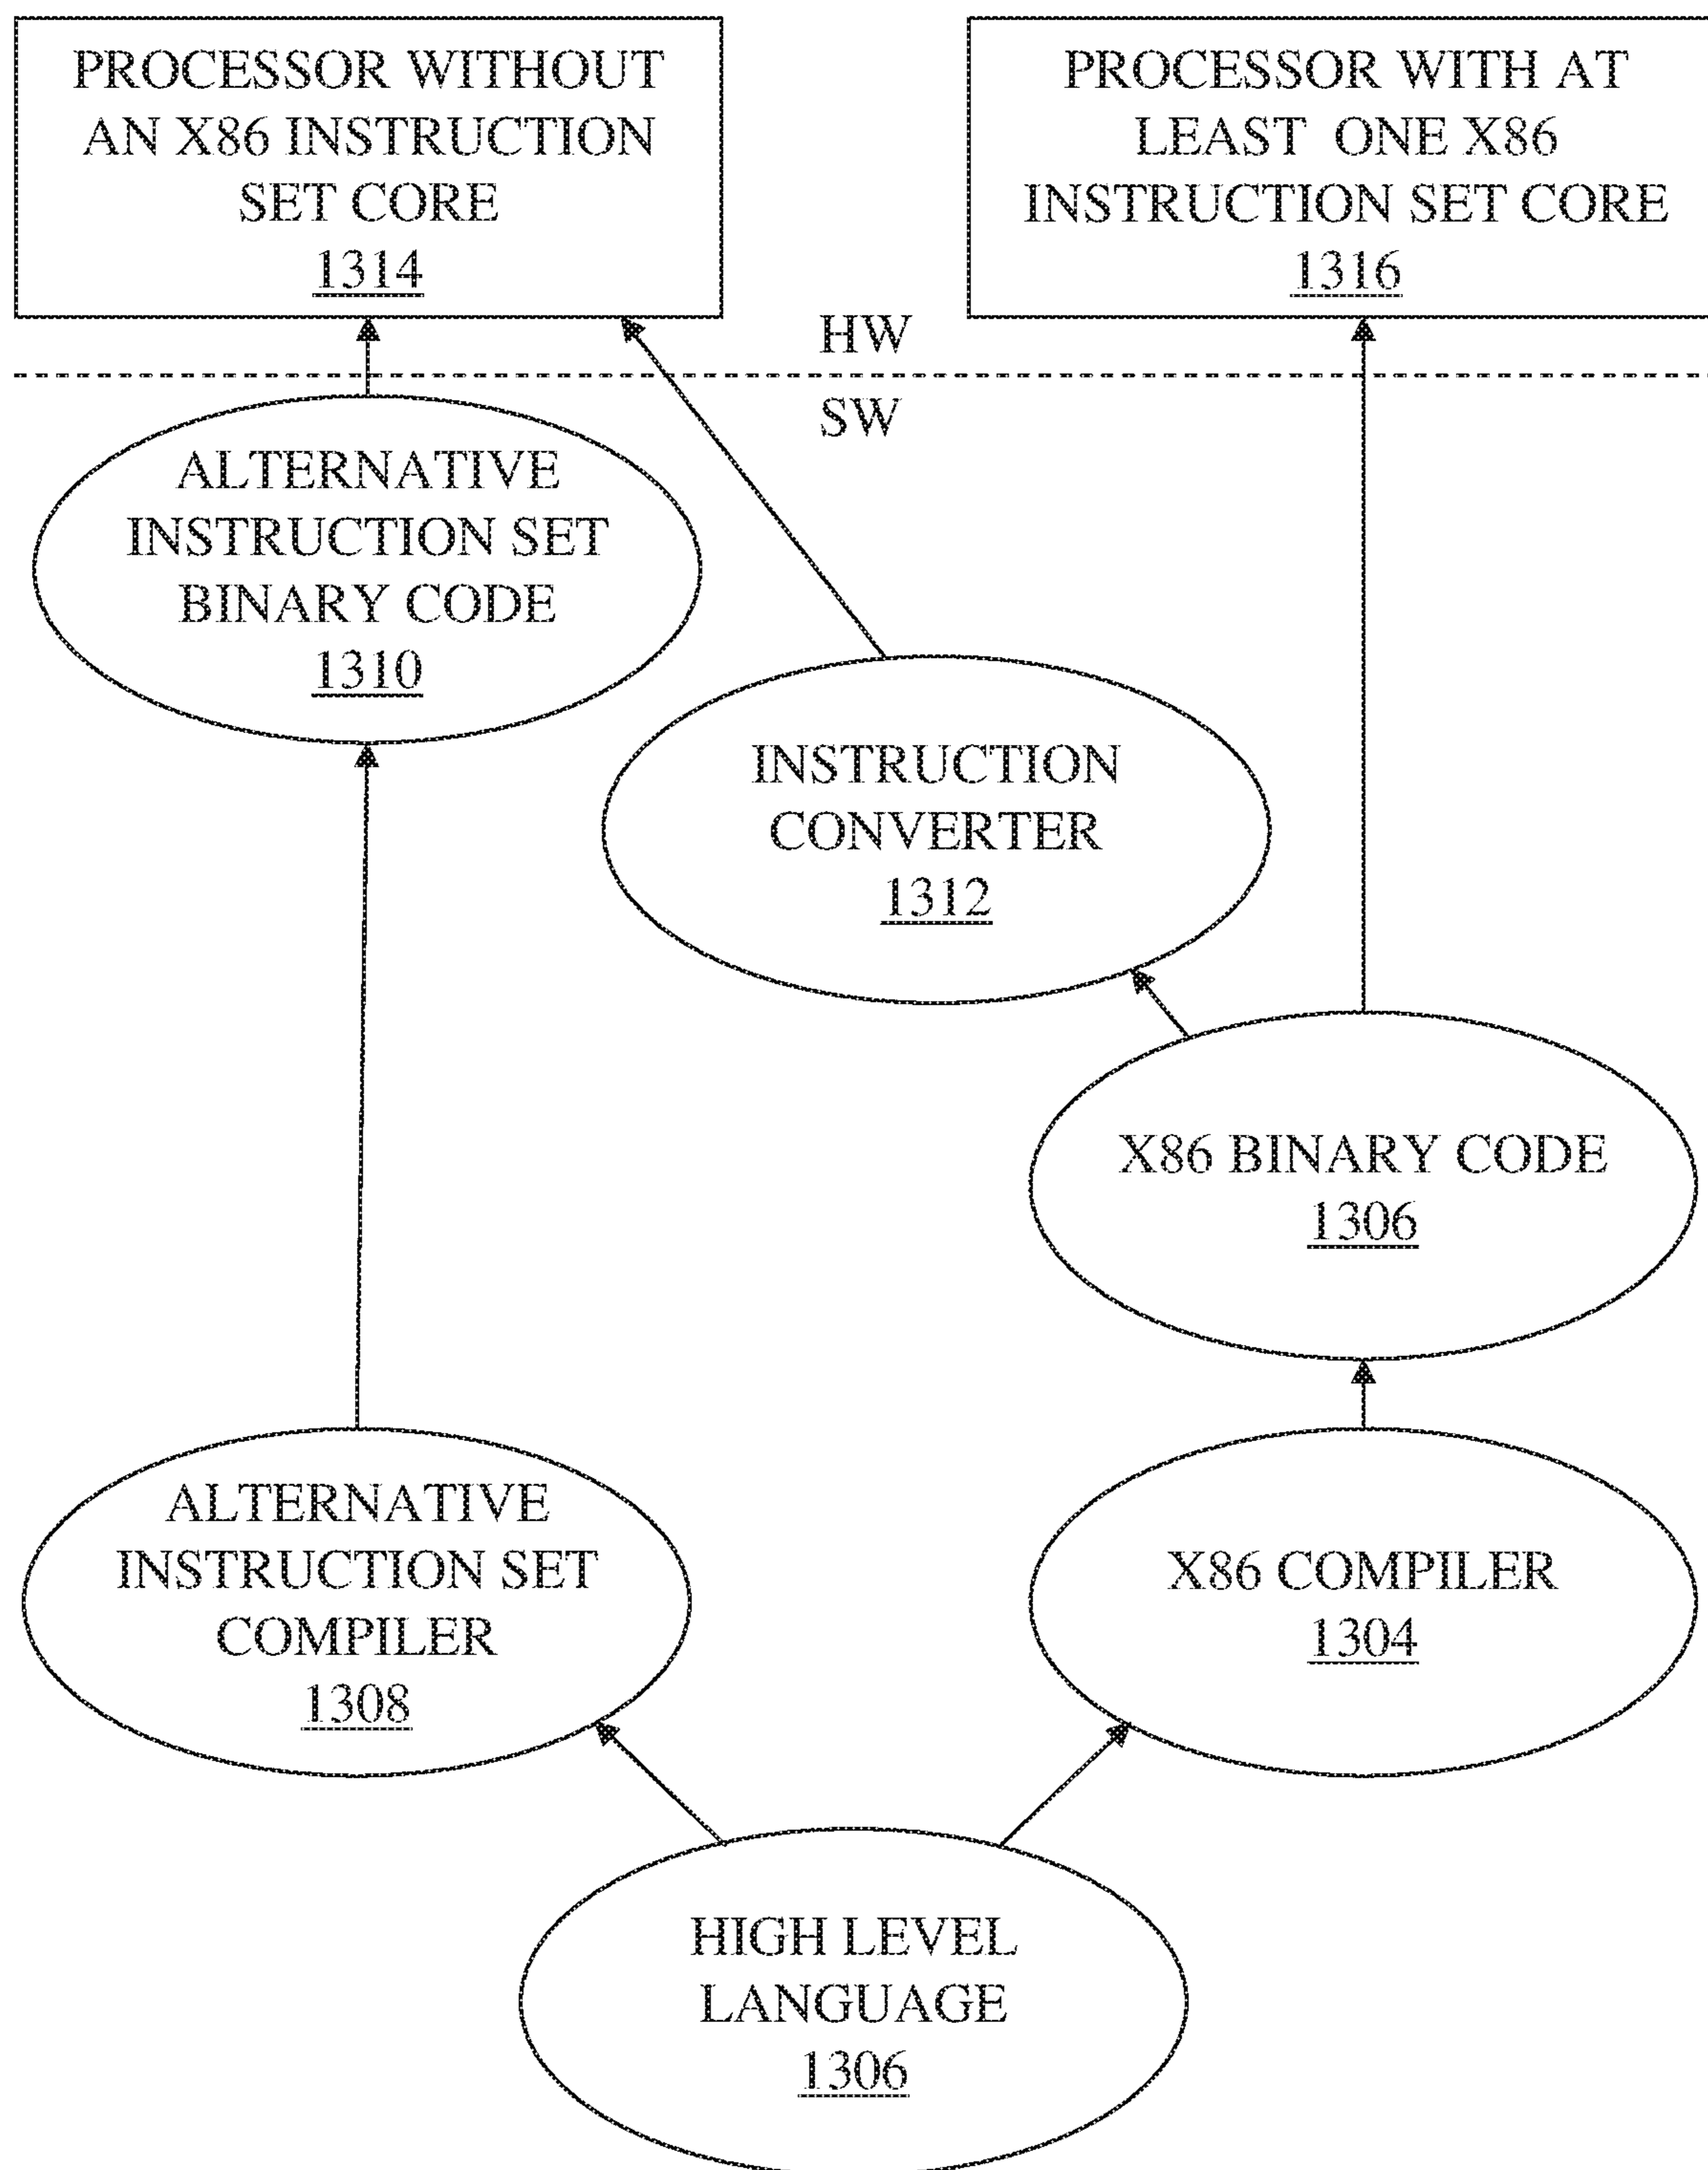 PROCESSOR WITHOUT
AN X86 INSTRUCTION
SET CORE
1314
PROCESSOR WITH AT
LEAST ONE X86
INSTRUCTION SET CORE
1316
HW
SW
ALTERNATIVE
INSTRUCTION SET
BINARY CODE
1310
INSTRUCTION
CONVERTER
1312
X86 BINARY CODE
1306
ALTERNATIVE
INSTRUCTION SET
COMPILER
1308
X86 COMPILER
1304
HIGH LEVEL
LANGUAGE
1306